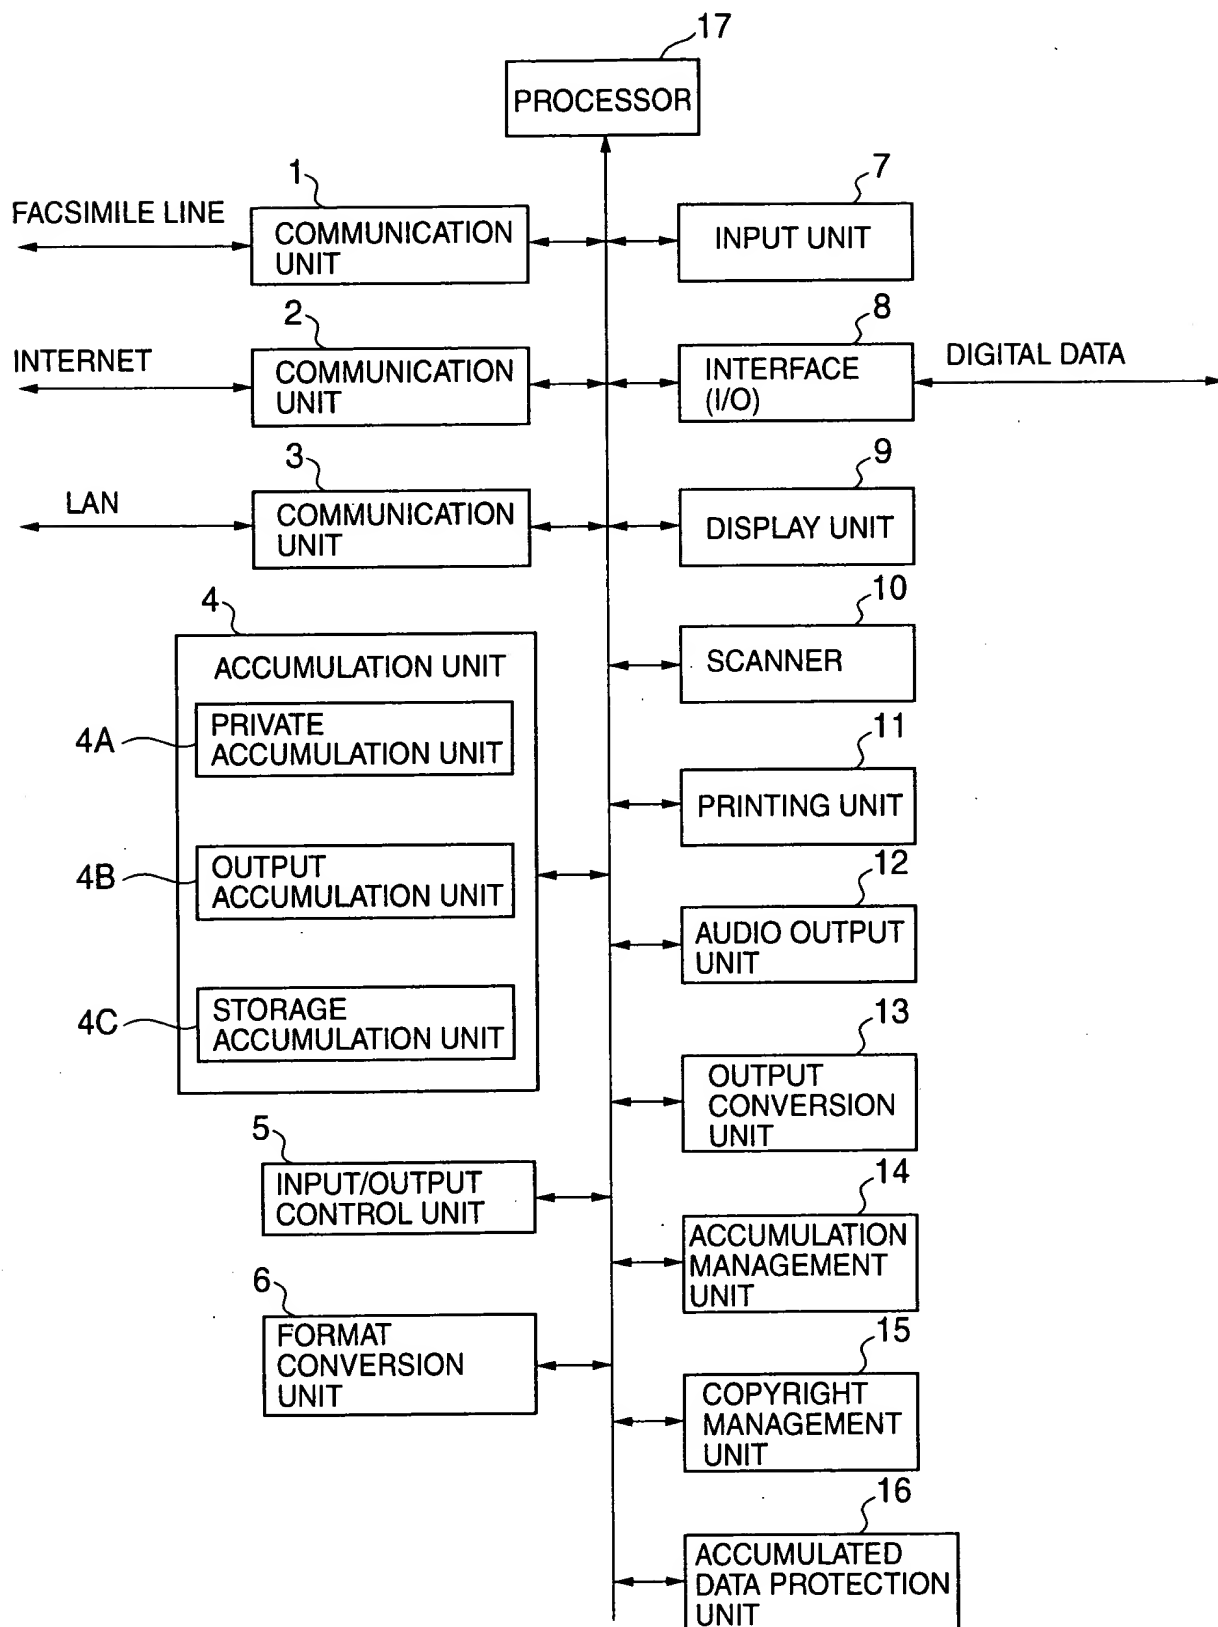 17
PROCESSOR
1
FACSIMILE LINE
COMMUNICATION
UNIT
7
INPUT UNIT
2
INTERNET
COMMUNICATION
UNIT
8
INTERFACE
(I/O)
DIGITAL DATA
3
LAN
COMMUNICATION
UNIT
9
DISPLAY UNIT
4
ACCUMULATION UNIT
4A
PRIVATE
ACCUMULATION UNIT
4B
OUTPUT
ACCUMULATION UNIT
4C
STORAGE
ACCUMULATION UNIT
10
SCANNER
11
PRINTING UNIT
12
AUDIO OUTPUT
UNIT
13
OUTPUT
CONVERSION
UNIT
5
INPUT/OUTPUT
CONTROL UNIT
14
ACCUMULATION
MANAGEMENT
UNIT
6
FORMAT
CONVERSION
UNIT
15
COPYRIGHT
MANAGEMENT
UNIT
16
ACCUMULATED
DATA PROTECTION
UNIT